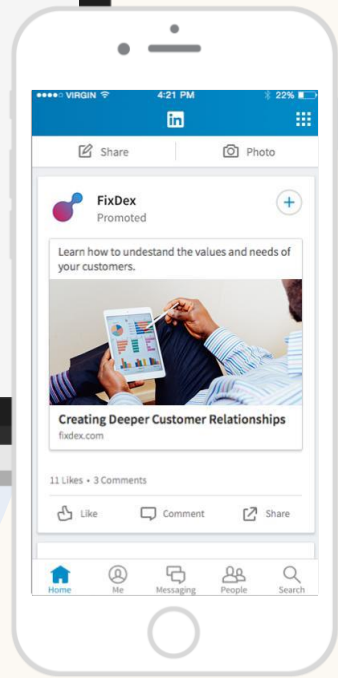 VIRGIN 4:21 PM 22%
in
Share Photo
FixDex
Promoted
Learn how to undestand the values and needs of
your customers.
Creating Deeper Customer Relationships
fixdex.com
11 Likes • 3 Comments
Like Comment Share
Home Me Messaging People Search